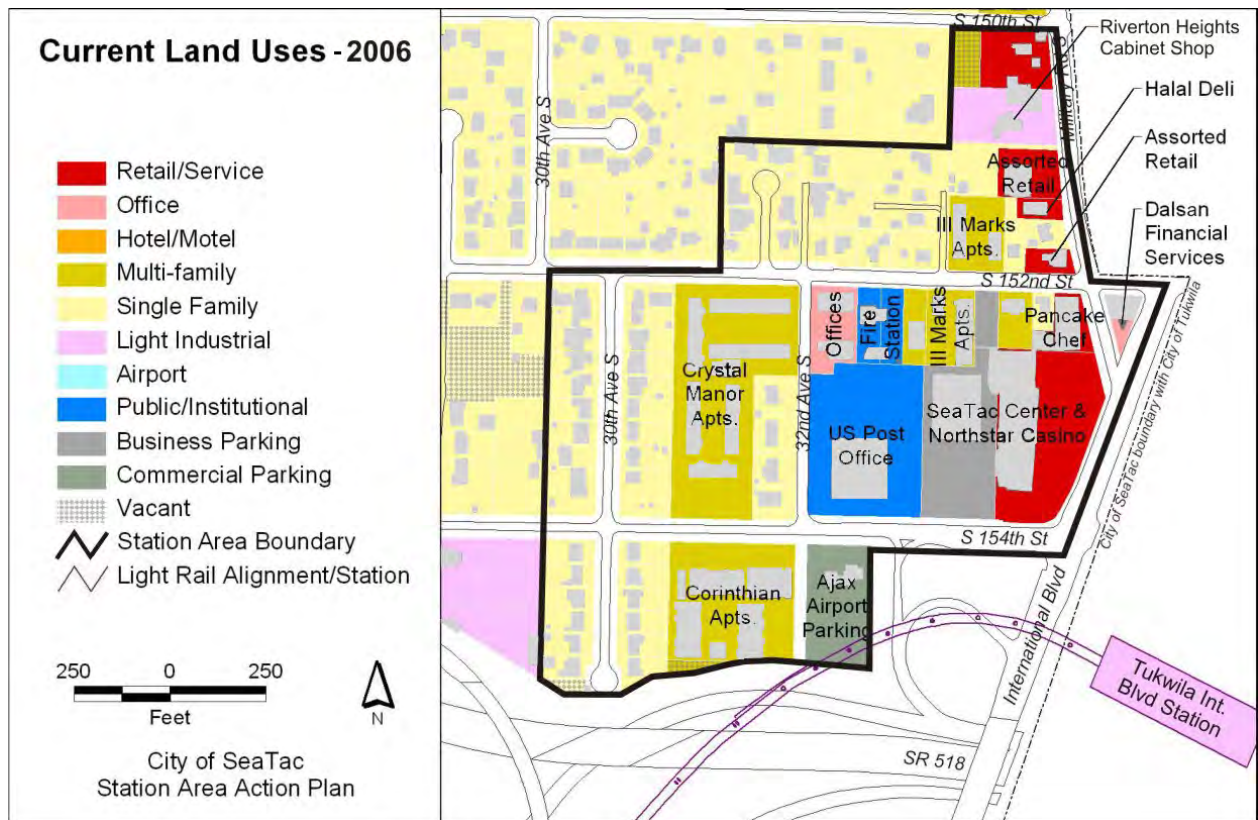 Current Land Uses - 2006
Retail/Service
Office
Hotel/Motel
Multi-family
Single Family
Light Industrial
Airport
Public/Institutional
Business Parking
Commercial Parking
Vacant
Station Area Boundary
Light Rail Alignment/Station
250 0 250
Feet
N
City of SeaTac
Station Area Action Plan
S 150th St
Military Rd S
Riverton Heights
Cabinet Shop
Halal Deli
Assorted
Retail
Dalsan
Financial
Services
30th Ave S
Assorted
Retail
III Marks
Apts.
S 152nd St
Offices
Fire
Station
III Marks
Apts.
Pancake
Chef
30th Ave S
Crystal
Manor Apts.
32nd Ave S
US Post
Office
SeaTac Center &
Northstar Casino
City of SeaTac boundary with City of Tukwila
S 154th St
Corinthian
Apts.
Ajax
Airport
Parking
International Blvd
Tukwila Int.
Blvd Station
SR 518